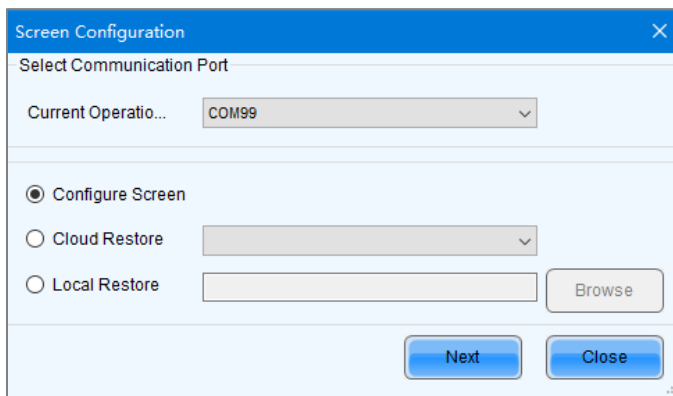 Screen Configuration
Select Communication Port
Current Operatio... COM99
Configure Screen
Cloud Restore
Local Restore Browse
Next Close